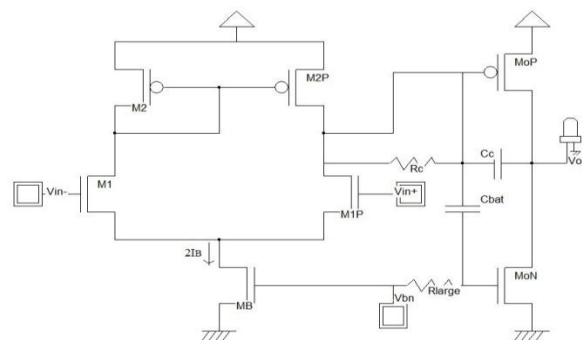 MoP
M2P
M2
Cc
Vo
Rc
M1
Vin-
Vin+
Cbat
M1P
2IB
MoN
MB
Rlarge
Vbn